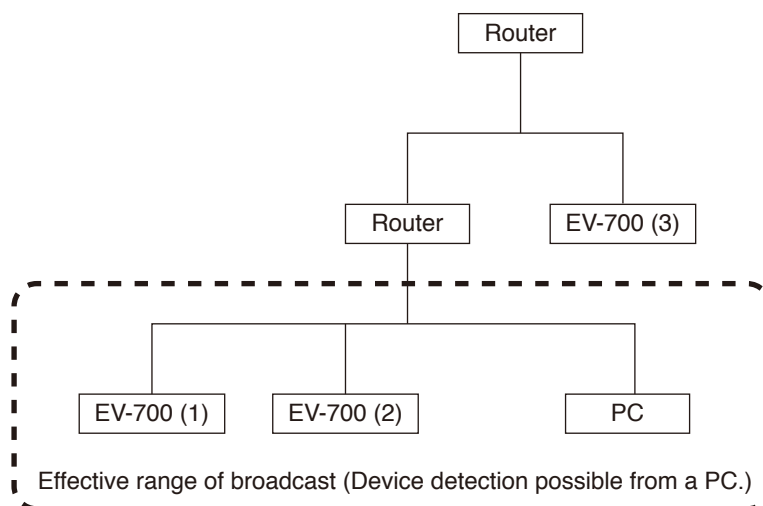 Router
Router
EV-700 (3)
EV-700 (1)
EV-700 (2)
PC
Effective range of broadcast (Device detection possible from a PC.)